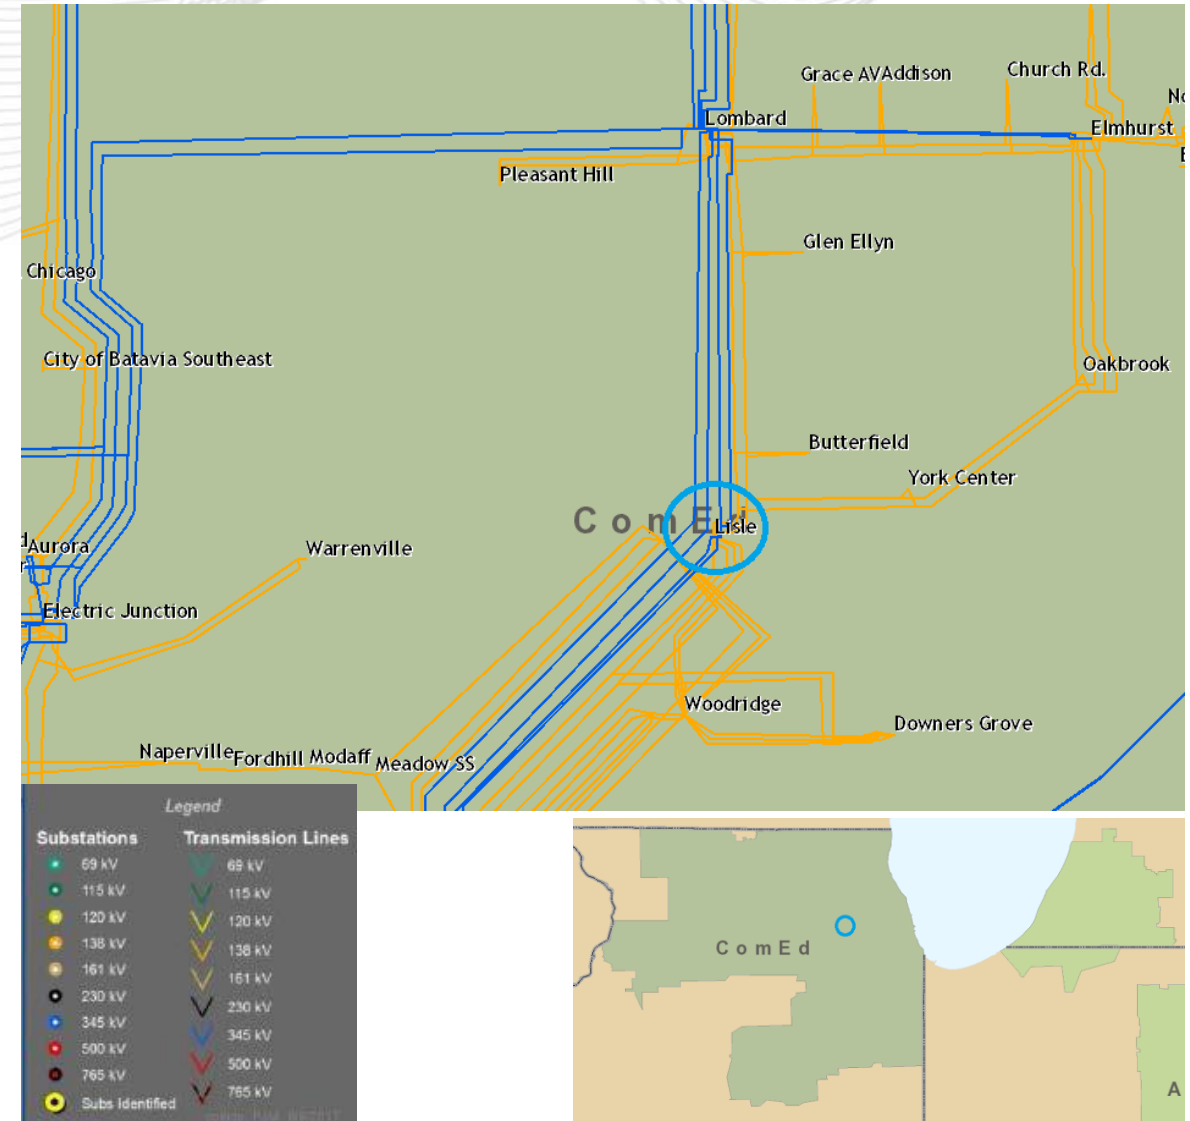 Grace AVAddison
Church Rd.
Lombard
Elmhurst
Pleasant Hill
Glen Ellyn
Chicago
City of Batavia Southeast
Oakbrook
Butterfield
York Center
ComEd
Lisle
Aurora
Warrenville
Electric Junction
Woodridge
Downers Grove
Naperville
Fordhill
Modaff
Meadow SS
Legend
Substations
69 kV
115 kV
120 kV
138 kV
161 kV
230 kV
345 kV
500 kV
765 kV
Subs Identified
Transmission Lines
69 kV
115 kV
120 kV
138 kV
161 kV
230 kV
345 kV
500 kV
765 kV
ComEd
A